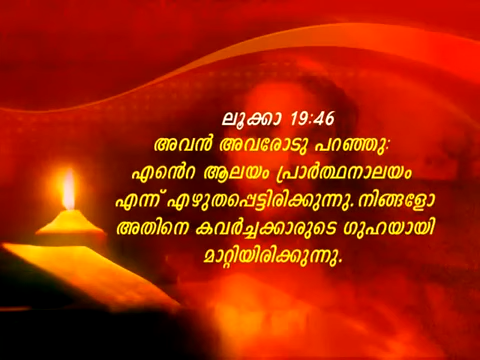 ലൂക്കാ 19:46
അവൻ അവരോടു പറഞ്ഞു:
എൻെറ ആലയം പ്രാർത്ഥനാലയം
എന്ന് എഴുതപ്പെട്ടിരിക്കുന്നു. നിങ്ങളോ
അതിനെ കവർച്ചക്കാരുടെ ഗുഹയായി
മാറ്റിയിരിക്കുന്നു.